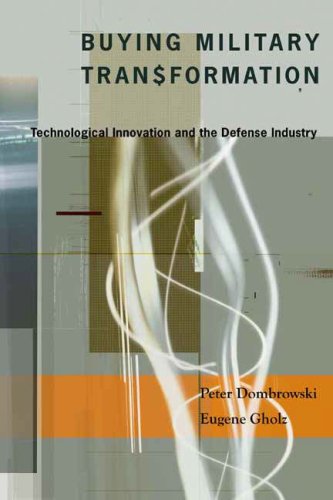 BUYING MILITARY
TRAN$FORMATION
Technological Innovation and the Defense Industry
Peter Dombrowski
Eugene Gholz